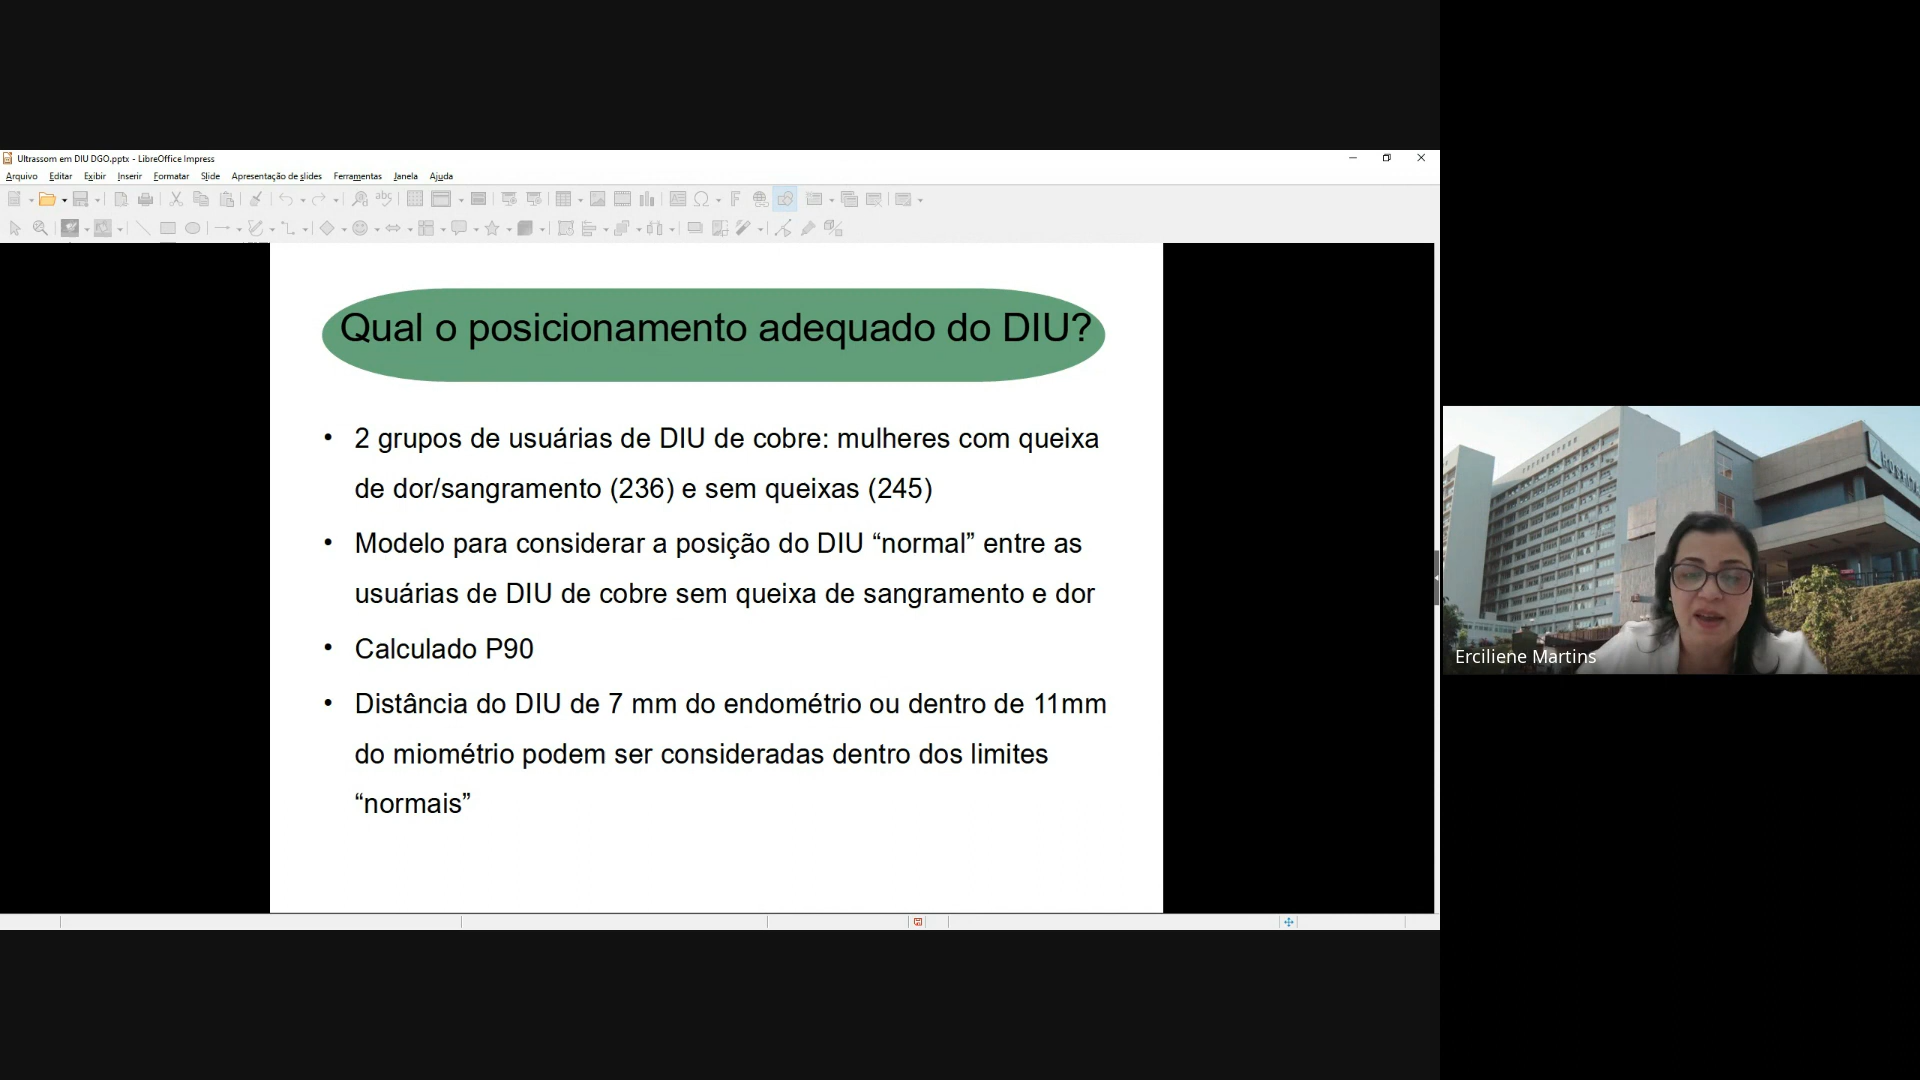 Ultrassom em DIU DGO.pptx - LibreOffice Impress
Arquivo Editar Exibir Inserir Formatar Slide Apresentação de slides Ferramentas Janela Ajuda
Qual o posicionamento adequado do DIU?
• 2 grupos de usuárias de DIU de cobre: mulheres com queixa
de dor/sangramento (236) e sem queixas (245)
• Modelo para considerar a posição do DIU “normal” entre as
usuárias de DIU de cobre sem queixa de sangramento e dor
• Calculado P90
• Distância do DIU de 7 mm do endométrio ou dentro de 11mm
do miométrio podem ser consideradas dentro dos limites
“normais”
Erciliene Martins